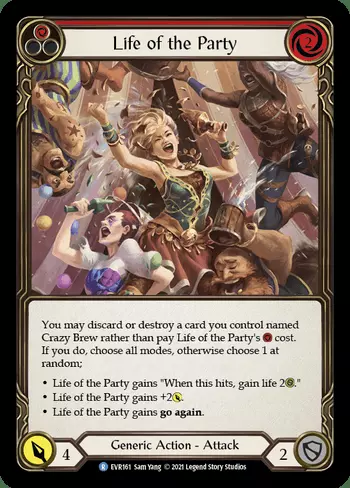 2
Life of the Party
You may discard or destroy a card you control named
Crazy Brew rather than pay Life of the Party's cost.
If you do, choose all modes, otherwise choose 1 at
random;
• Life of the Party gains "When this hits, gain life 2."
• Life of the Party gains +2.
• Life of the Party gains go again.
4
Generic Action - Attack
2
R EVR161 Sam Yang © 2021 Legend Story Studios